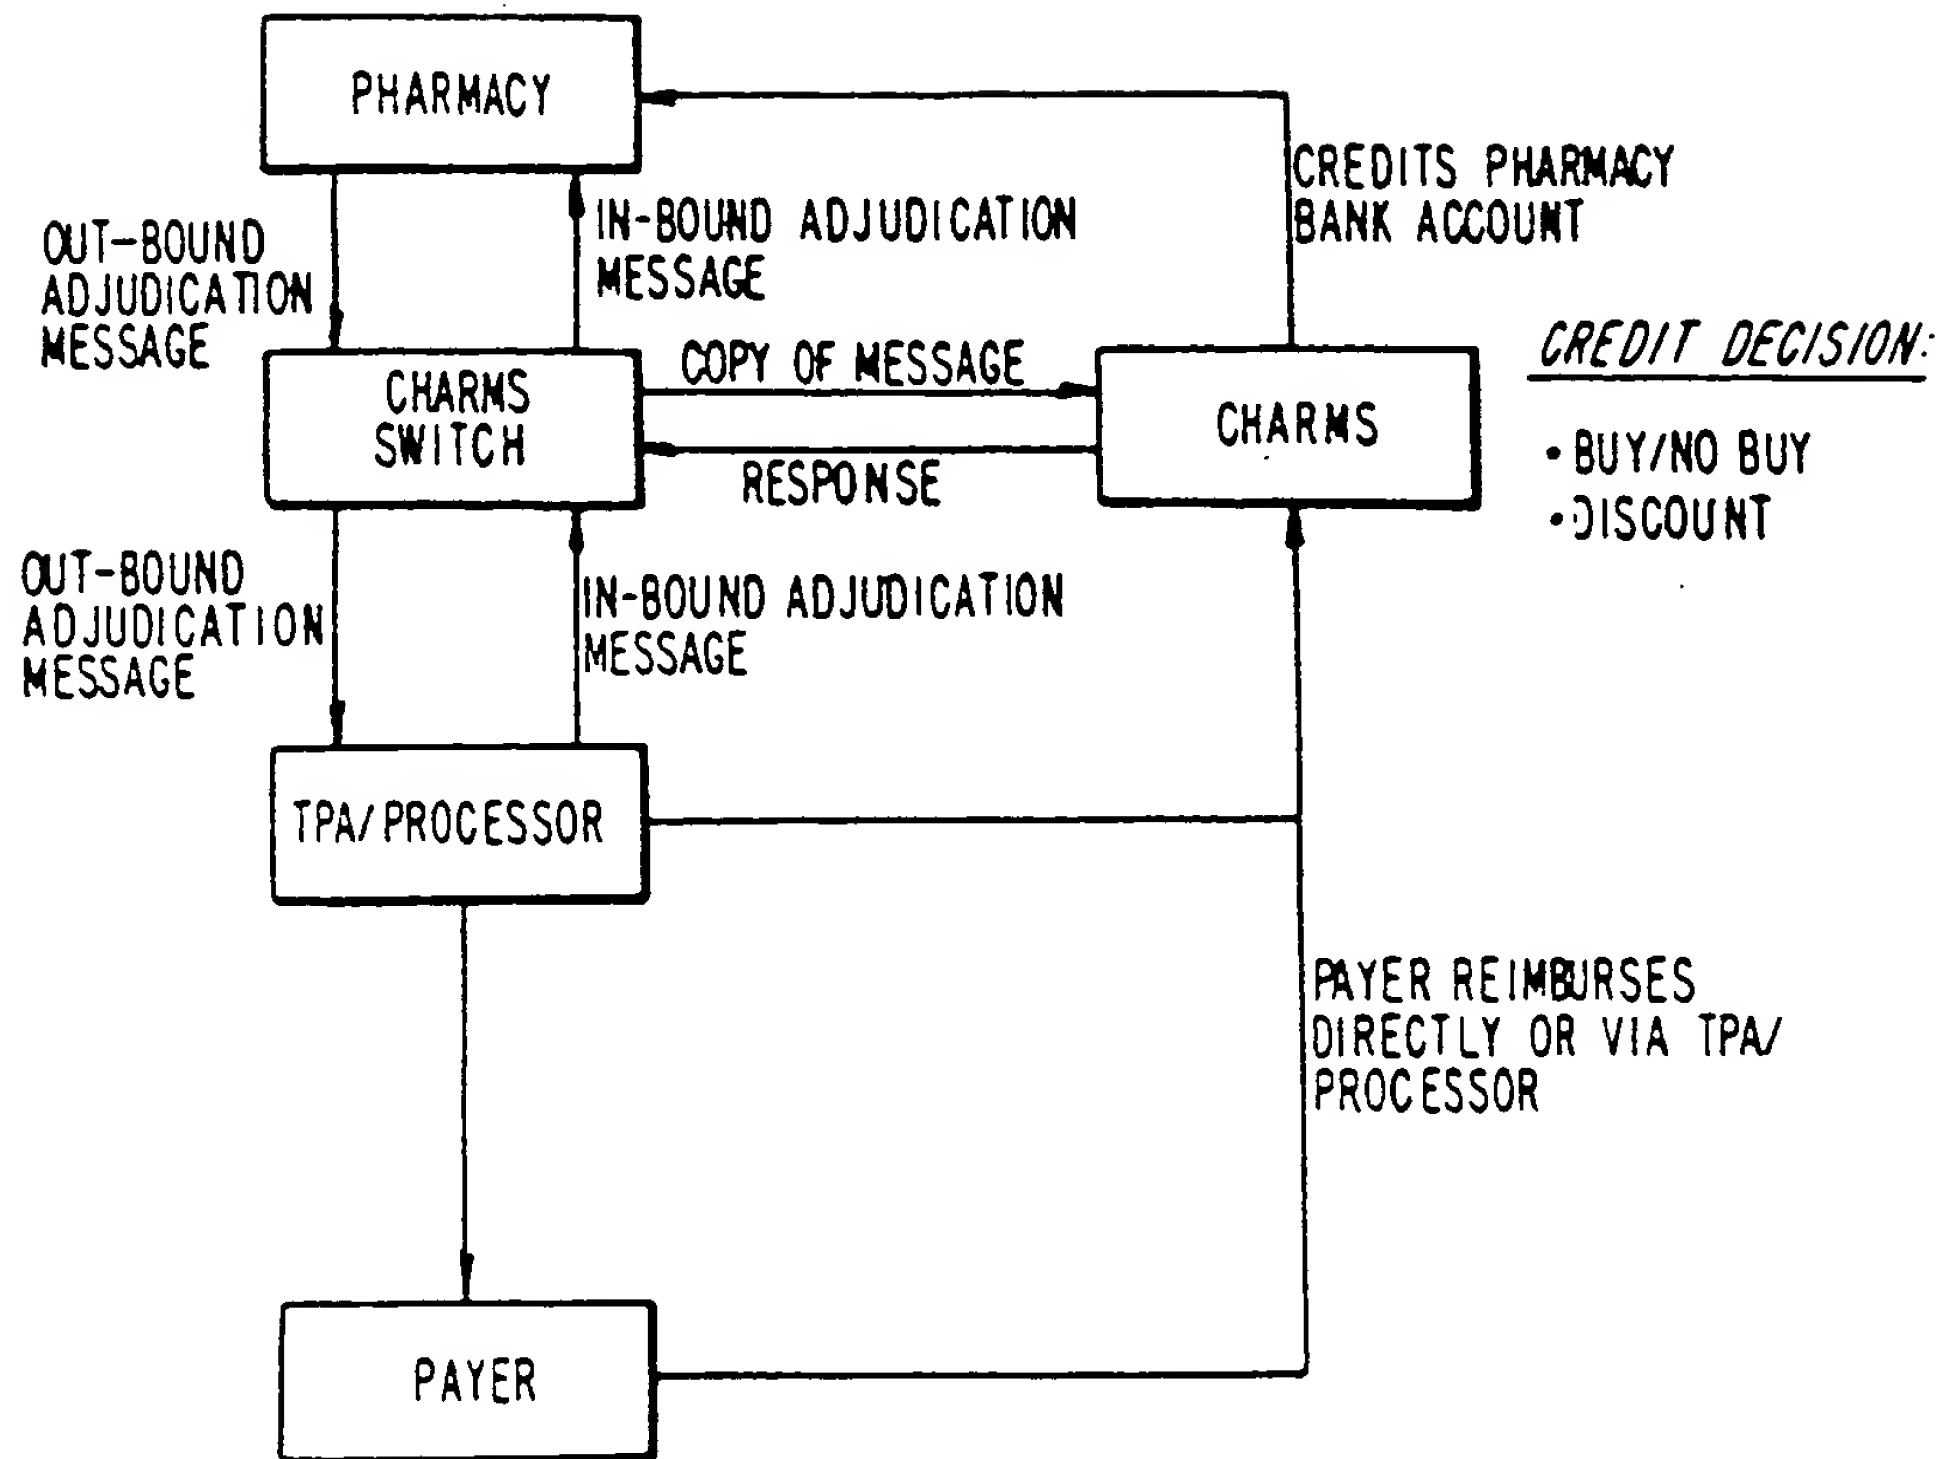 PHARMACY
CREDITS PHARMACY
BANK ACCOUNT
OUT-BOUND
ADJUDICATION
MESSAGE
IN-BOUND ADJUDICATION
MESSAGE
CHARMS
SWITCH
COPY OF MESSAGE
RESPONSE
CHARMS
CREDIT DECISION:
• BUY/NO BUY
• DISCOUNT
OUT-BOUND
ADJUDICATION
MESSAGE
IN-BOUND ADJUDICATION
MESSAGE
TPA/PROCESSOR
PAYER REIMBURSES
DIRECTLY OR VIA TPA/
PROCESSOR
PAYER